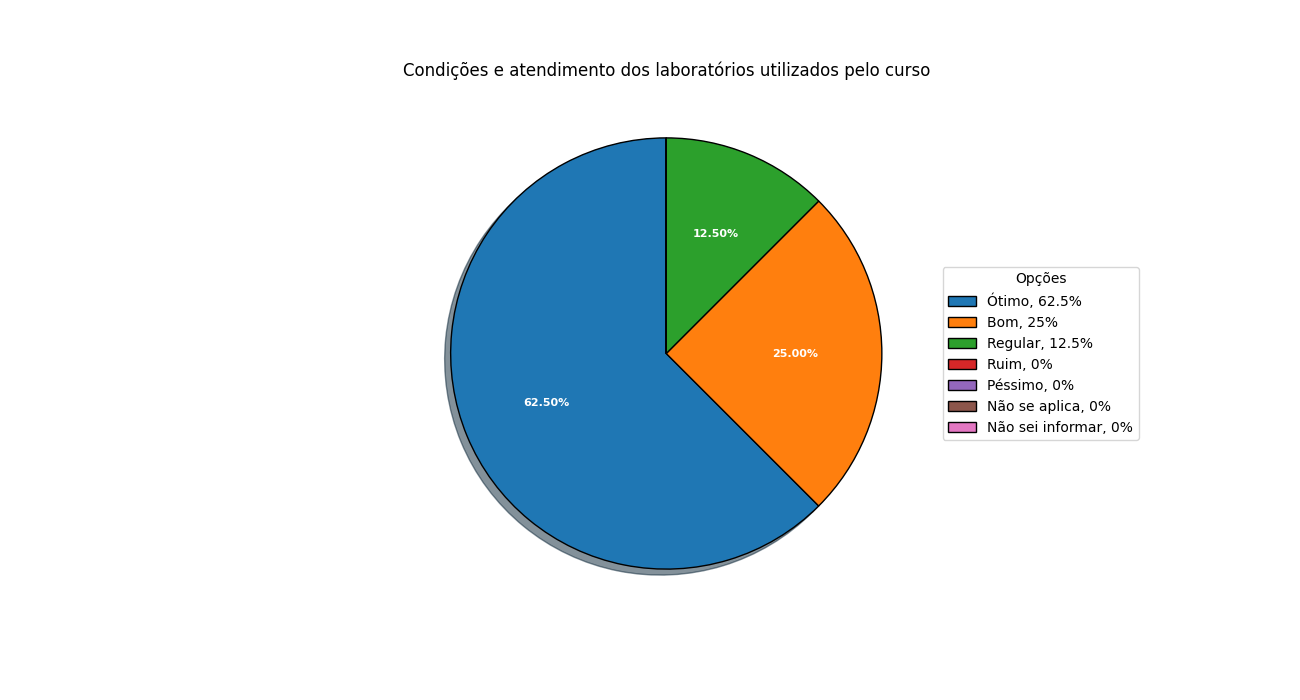 Condições e atendimento dos laboratórios utilizados pelo curso
12.50%
25.00%
62.50%
Opções
Ótimo, 62.5%
Bom, 25%
Regular, 12.5%
Ruim, 0%
Péssimo, 0%
Não se aplica, 0%
Não sei informar, 0%